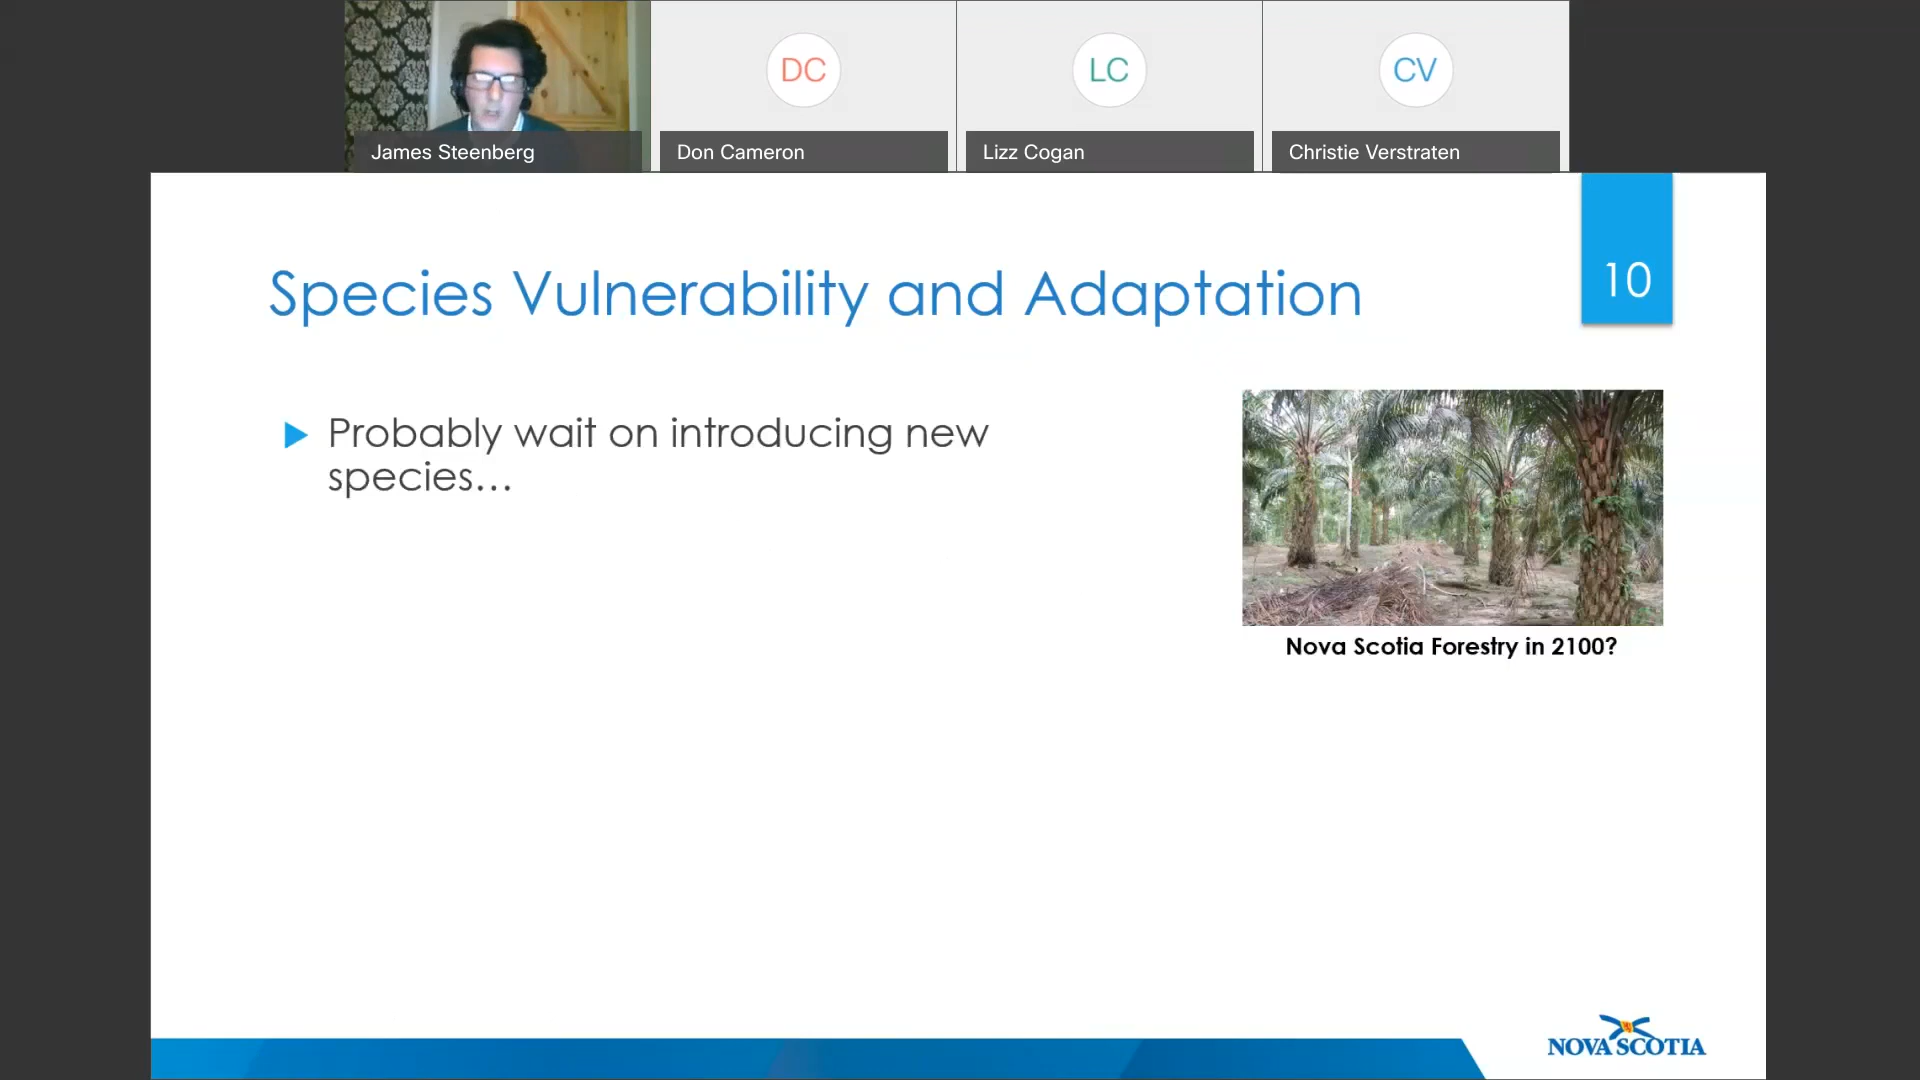 DC
LC
CV
James Steenberg
Don Cameron
Lizz Cogan
Christie Verstraten
10
Species Vulnerability and Adaptation
Probably wait on introducing new
species...
Nova Scotia Forestry in 2100?
NOVA SCOTIA